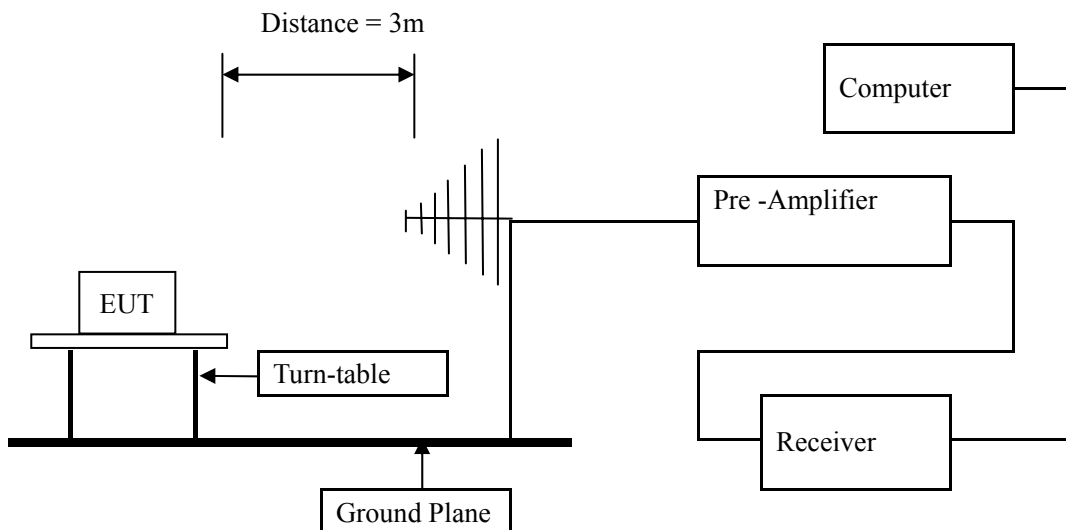 Distance = 3m
Computer
Pre -Amplifier
EUT
Turn-table
Receiver
Ground Plane